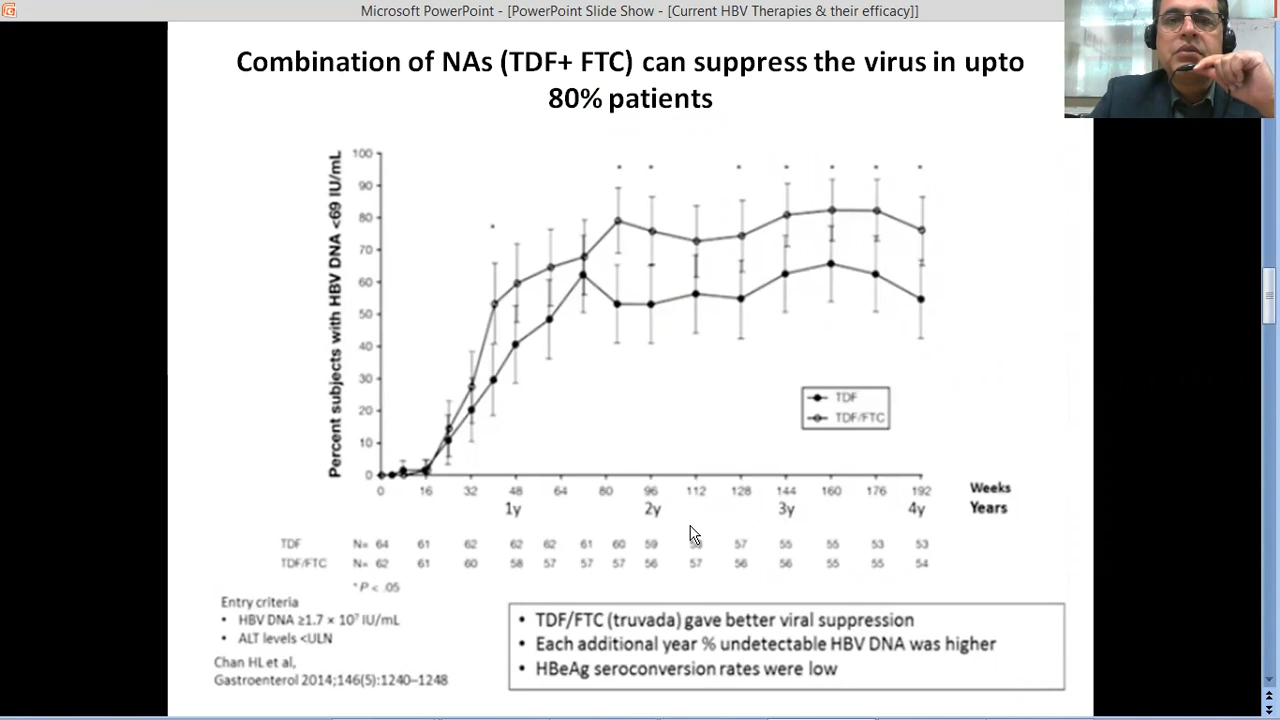 Microsoft PowerPoint - [PowerPoint Slide Show - [Current HBV Therapies & their efficacy]]
Combination of NAs (TDF+ FTC) can suppress the virus in upto
80% patients
Percent subjects with HBV DNA <69 IU/mL
100
90
80
70
60
50
40
30
20
10
0
0 16 32 48 64 80 96 112 128 144 160 176 192 Weeks
1y 2y 3y 4y Years
TDF
TDF/FTC
TDF N= 64 61 62 62 62 61 60 59 57 55 55 53 53
TDF/FTC N= 62 61 60 58 57 57 57 56 57 56 56 55 55 54
* P < .05
Entry criteria
• HBV DNA ≥1.7 × 10⁷ IU/mL
• ALT levels <ULN
Chan HL et al,
Gastroenterol 2014;146(5):1240–1248
• TDF/FTC (truvada) gave better viral suppression
• Each additional year % undetectable HBV DNA was higher
• HBeAg seroconversion rates were low